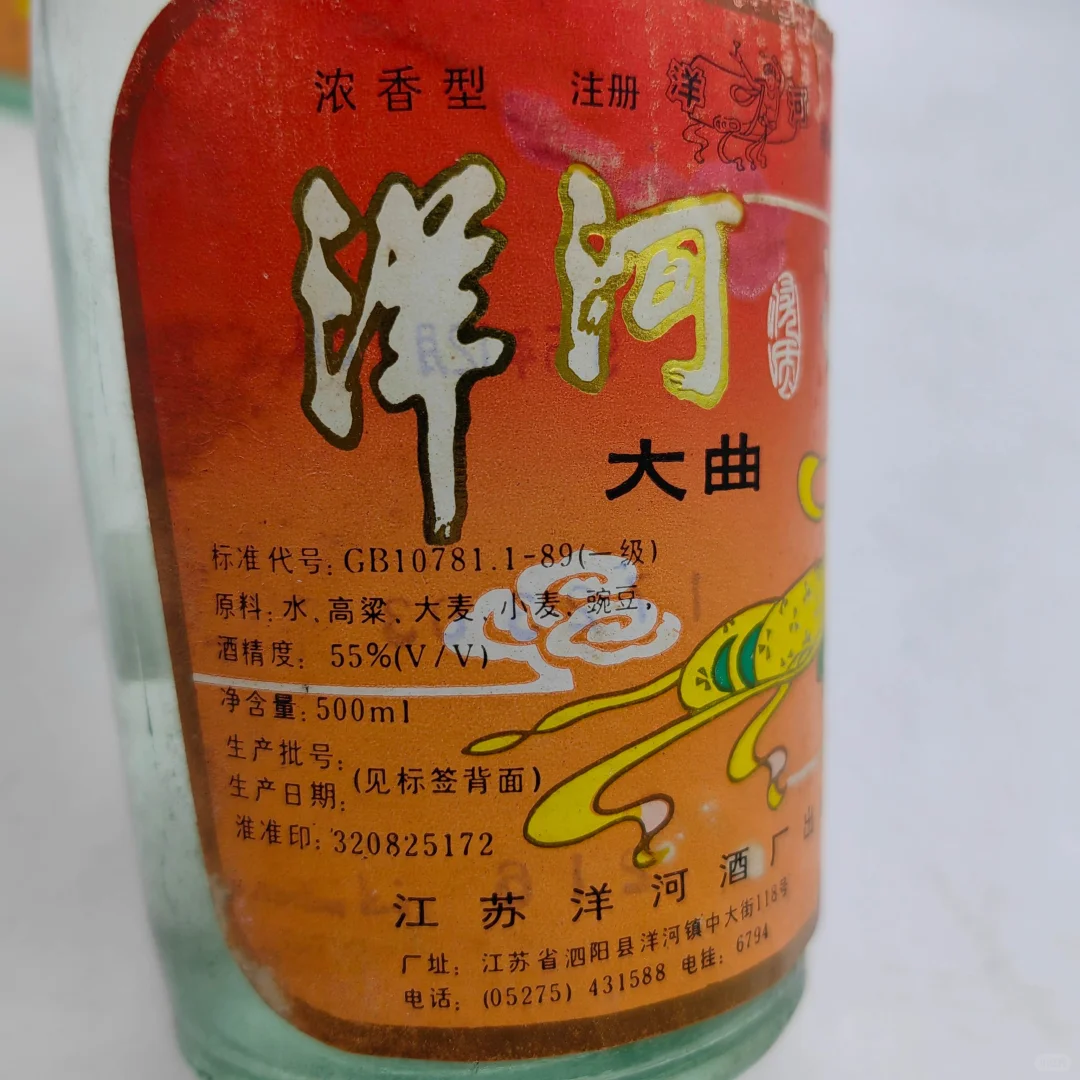 浓香型 注册 洋河
洋河
优质
大曲
标准代号:GB10781.1-89(一级)
原料:水、高粱、大麦、小麦、豌豆,
酒精度: 55%(V/V)
净含量:500ml
生产批号:
生产日期:
(见标签背面)
淮准印:320825172
江苏洋河酒厂出
厂址: 江苏省泗阳县洋河镇中大街118号
电话: (05275) 431588 电挂: 6794